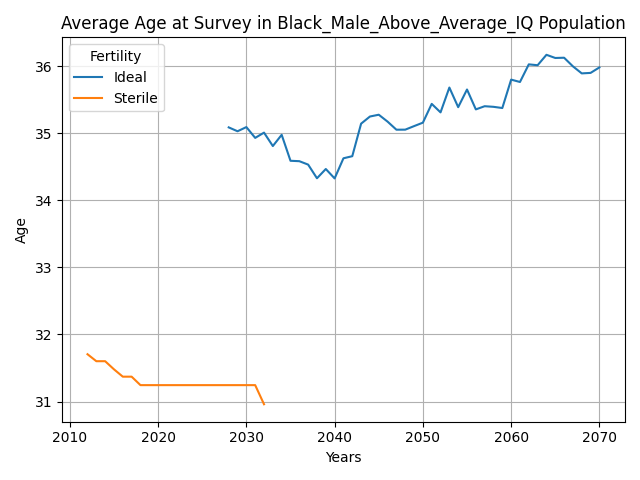 Average Age at Survey in Black_Male_Above_Average_IQ Population
Fertility
Ideal
Sterile
36
35
34
33
32
31
Age
2010 2020 2030 2040 2050 2060 2070
Years